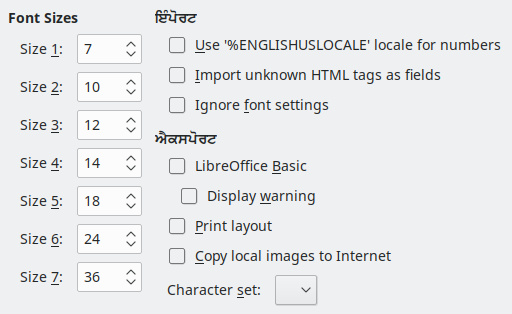 Font Sizes
Size 1: 7
Size 2: 10
Size 3: 12
Size 4: 14
Size 5: 18
Size 6: 24
Size 7: 36
ਇੰਪੋਰਟ
Use '%ENGLISHUSLOCALE' locale for numbers
Import unknown HTML tags as fields
Ignore font settings
ਐਕਸਪੋਰਟ
LibreOffice Basic
Display warning
Print layout
Copy local images to Internet
Character set: